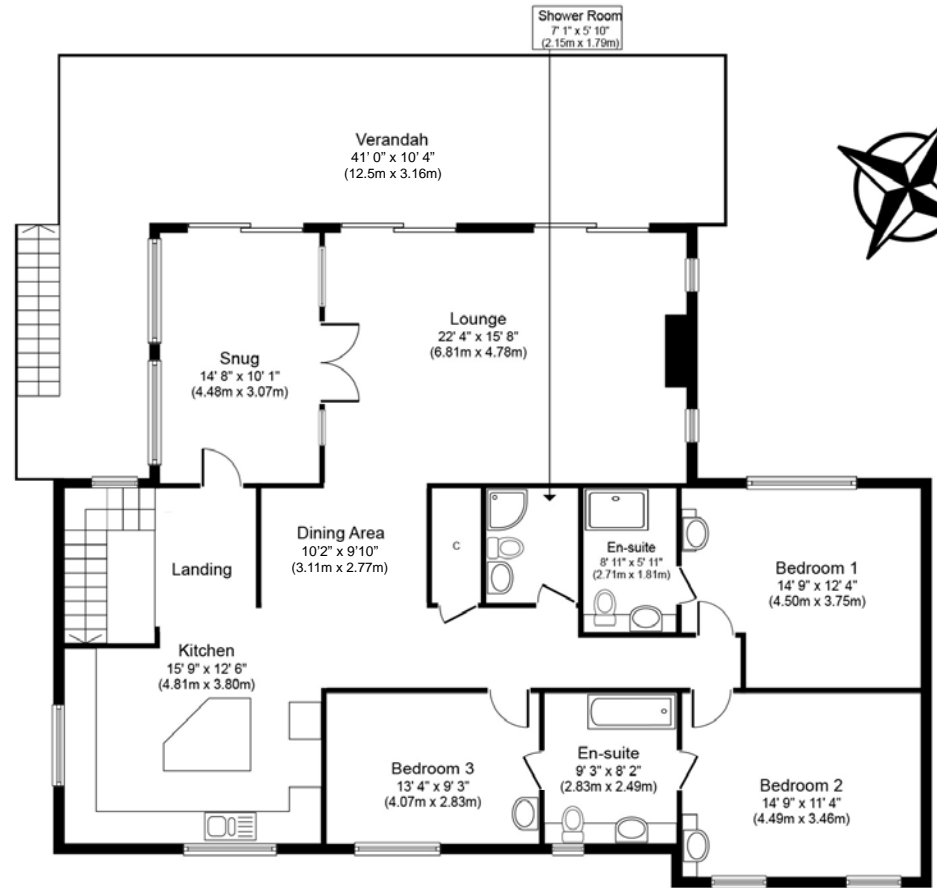 Shower Room
7' 1" x 5' 10"
(2.15m x 1.79m)
Verandah
41' 0" x 10' 4"
(12.5m x 3.16m)
Lounge
22' 4" x 15' 8"
(6.81m x 4.78m)
Snug
14' 8" x 10' 1"
(4.48m x 3.07m)
Dining Area
10'2" x 9'10"
(3.11m x 2.77m)
C
En-suite
8' 11" x 5' 11"
(2.71m x 1.81m)
Bedroom 1
14' 9" x 12' 4"
(4.50m x 3.75m)
Landing
Kitchen
15' 9" x 12' 6"
(4.81m x 3.80m)
Bedroom 3
13' 4" x 9' 3"
(4.07m x 2.83m)
En-suite
9' 3" x 8' 2"
(2.83m x 2.49m)
Bedroom 2
14' 9" x 11' 4"
(4.49m x 3.46m)